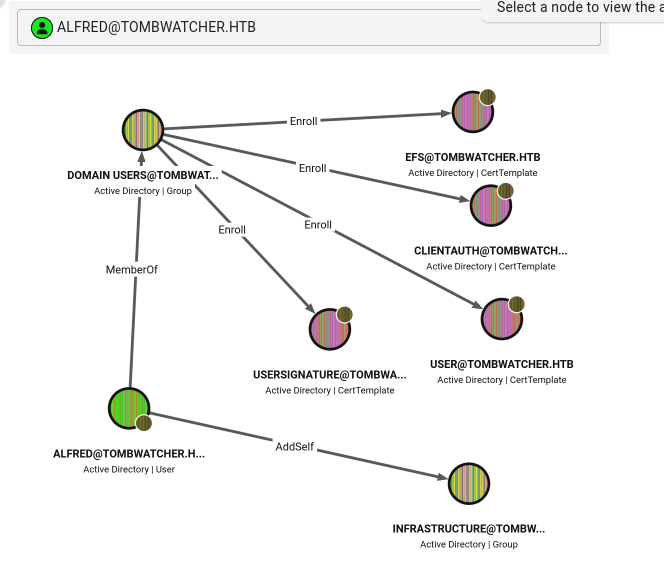 Select a node to view the a
ALFRED@TOMBWATCHER.HTB
Enroll
EFS@TOMBWATCHER.HTB
Active Directory | CertTemplate
Enroll
DOMAIN USERS@TOMBWAT...
Active Directory | Group
Enroll
Enroll
CLIENTAUTH@TOMBWATCH...
Active Directory | CertTemplate
MemberOf
USERSIGNATURE@TOMBWA...
Active Directory | CertTemplate
USER@TOMBWATCHER.HTB
Active Directory | CertTemplate
ALFRED@TOMBWATCHER.H...
Active Directory | User
AddSelf
INFRASTRUCTURE@TOMBW...
Active Directory | Group